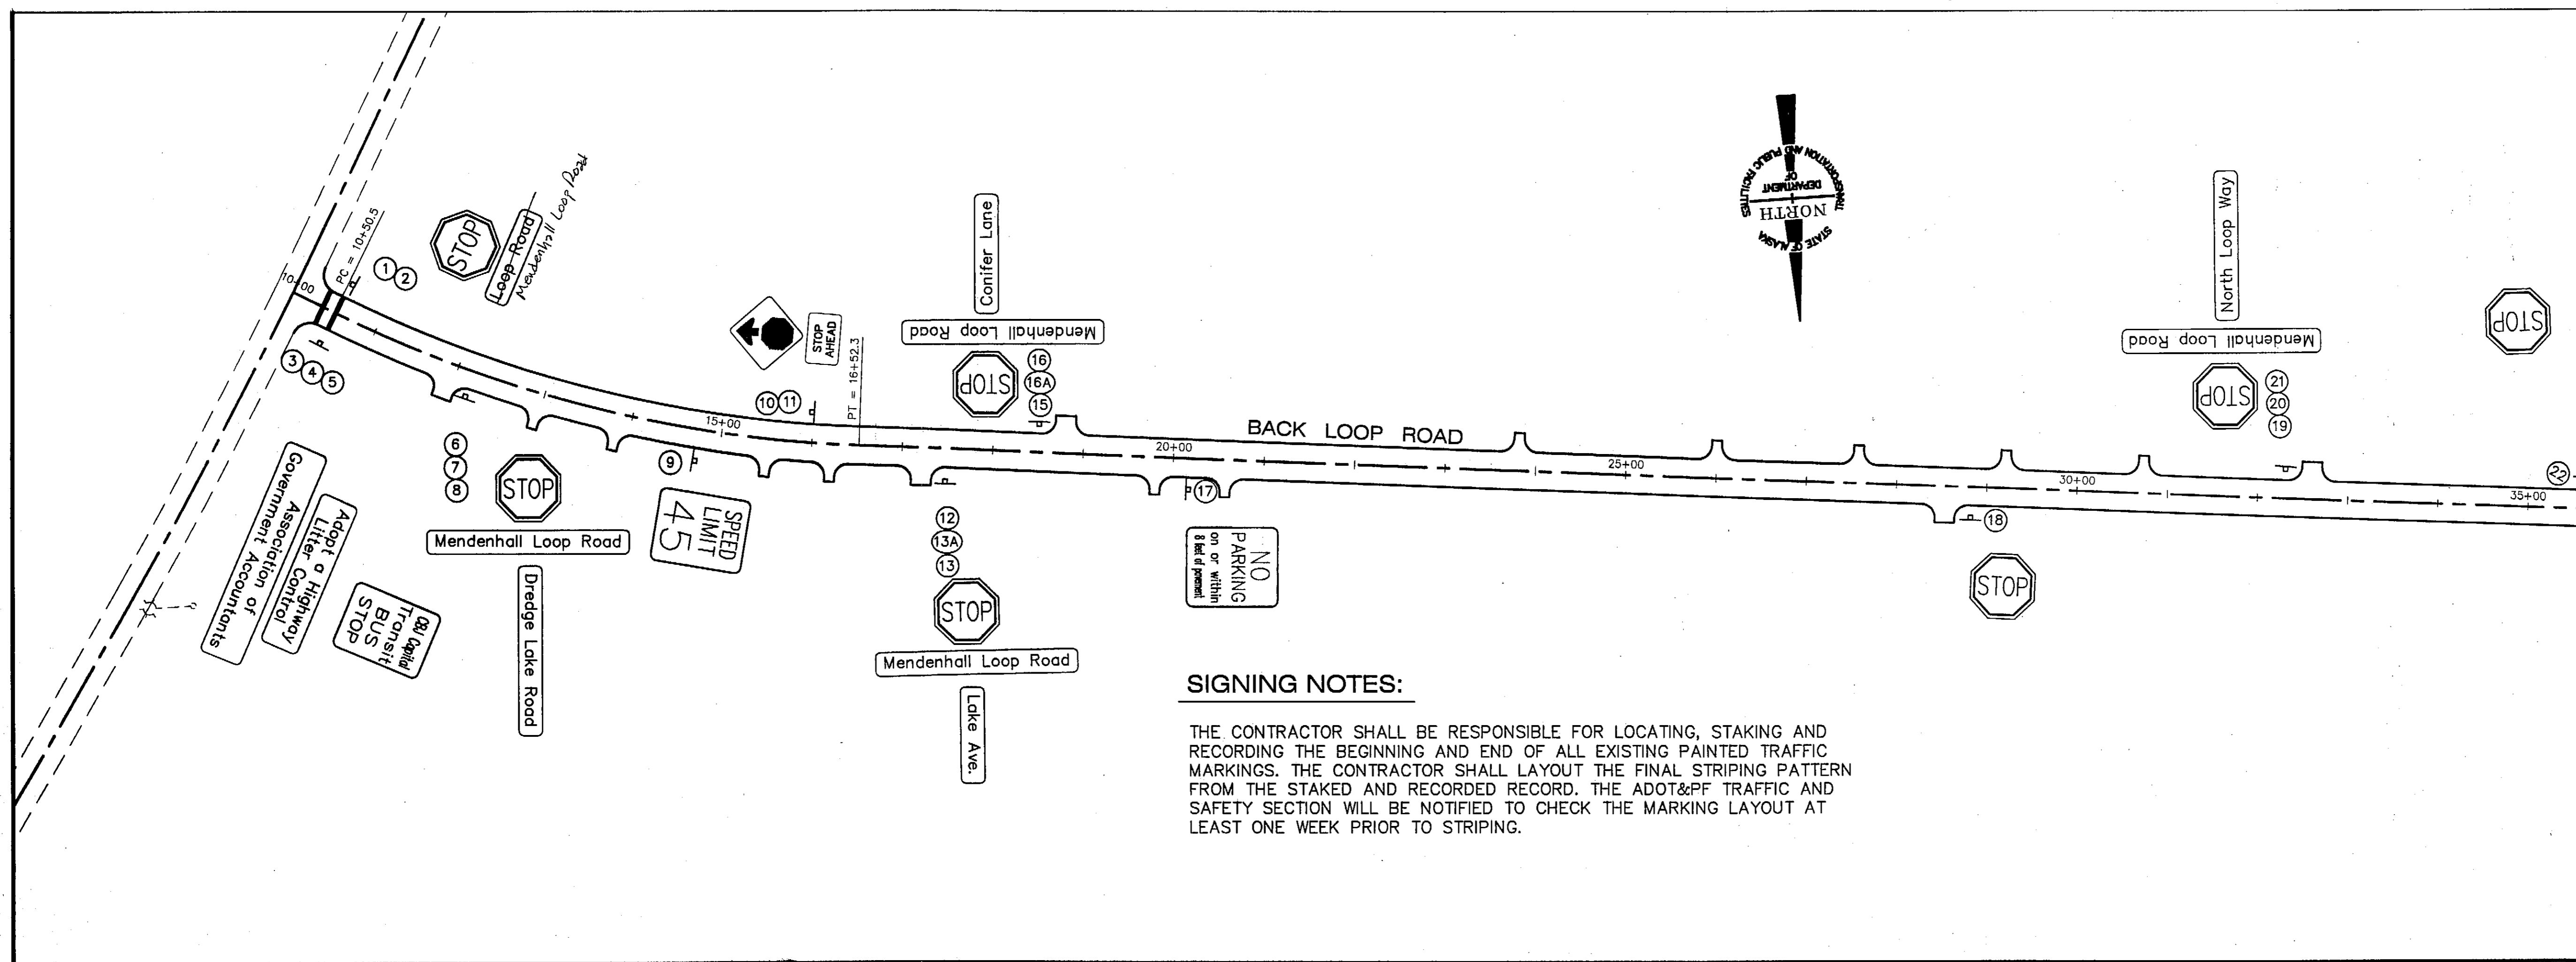 10+00
PC = 10+50.5
1
2
STOP
Loop Road
Mendenhall Loop Road
3
4
5
Government Accountants
Association of
Adopt a Highway
Litter Control
CBJ Capital
Transit
BUS
STOP
6
7
8
STOP
Mendenhall Loop Road
Dredge Lake Road
9
SPEED
LIMIT
45
15+00
10
11
STOP
AHEAD
PT = 16+52.3
12
13A
13
STOP
Mendenhall Loop Road
Lake Ave.
Conifer Lane
Mendenhall Loop Road
STOP
16
16A
15
20+00
BACK LOOP ROAD
17
NO
PARKING
on or within
8 feet of pavement
25+00
STATE OF ALASKA
NORTH
DEPARTMENT
OF
TRANSPORTATION AND PUBLIC FACILITIES
18
STOP
30+00
North Loop Way
Mendenhall Loop Road
STOP
21
20
19
STOP
22
35+00
SIGNING NOTES:
THE CONTRACTOR SHALL BE RESPONSIBLE FOR LOCATING, STAKING AND
RECORDING THE BEGINNING AND END OF ALL EXISTING PAINTED TRAFFIC
MARKINGS. THE CONTRACTOR SHALL LAYOUT THE FINAL STRIPING PATTERN
FROM THE STAKED AND RECORDED RECORD. THE ADOT&PF TRAFFIC AND
SAFETY SECTION WILL BE NOTIFIED TO CHECK THE MARKING LAYOUT AT
LEAST ONE WEEK PRIOR TO STRIPING.